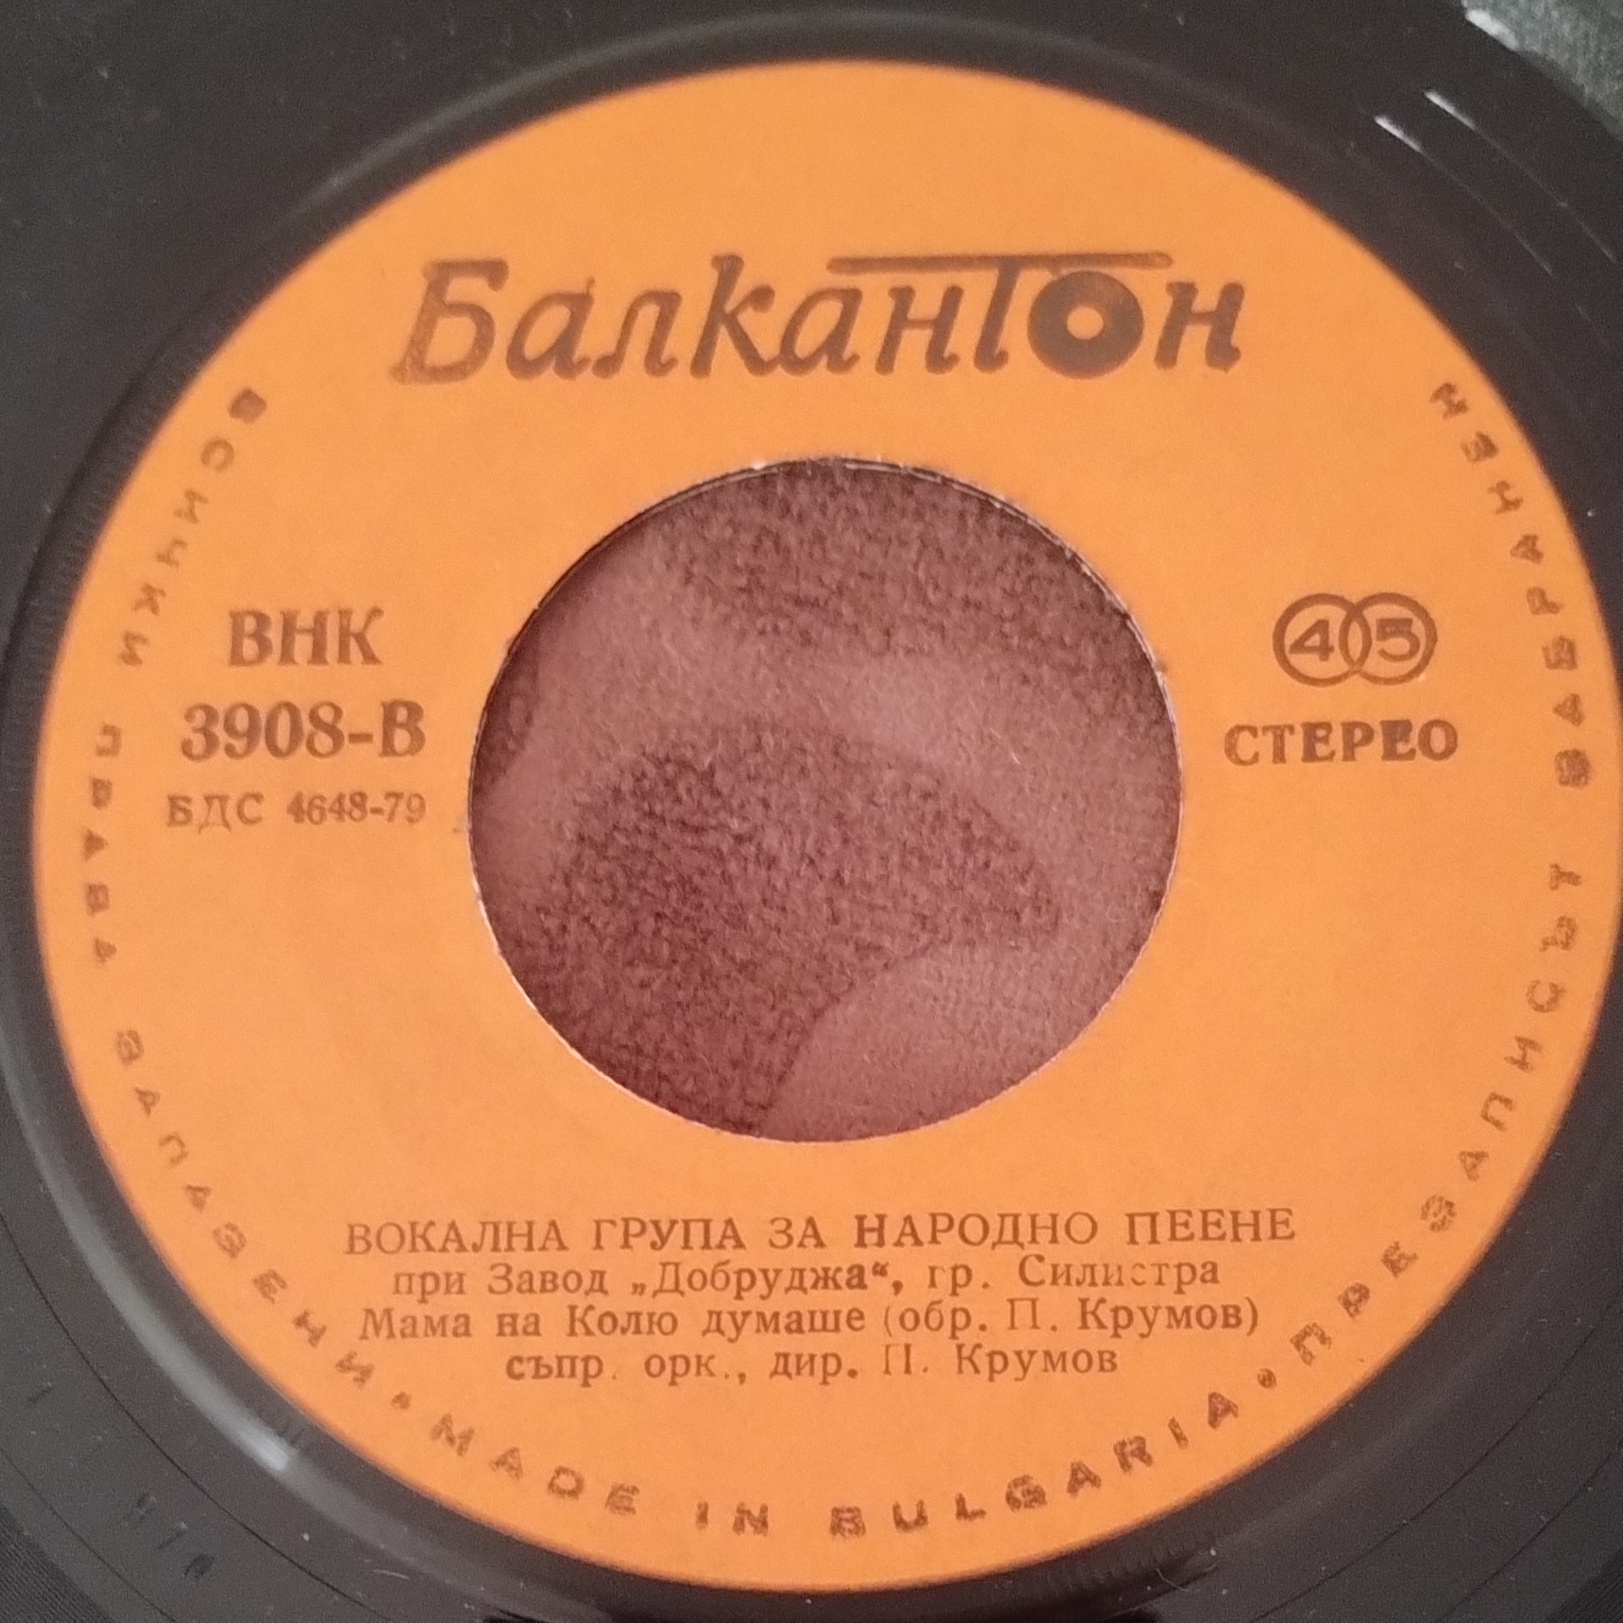 Балкантон
ВНК
3908-В
БДС 4648-79
45
СТЕРЕО
ВОКАЛНА ГРУПА ЗА НАРОДНО ПЕЕНЕ
при Завод „Добруджа“, гр. Силистра
Мама на Колю думаше (обр. П. Крумов)
съпр. орк., дир. П. Крумов
ВСИЧКИ ПРАВА ЗАПАЗЕНИ • MADE IN BULGARIA • ПРЕЗАПИСЪТ ЗАБРАНЕН